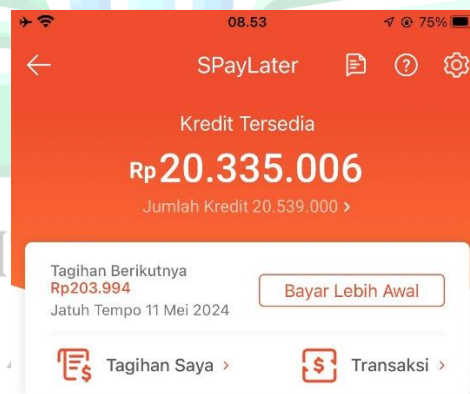 08.53
75%
SPayLater
Kredit Tersedia
Rp20.335.006
Jumlah Kredit 20.539.000 >
Tagihan Berikutnya
Rp203.994
Jatuh Tempo 11 Mei 2024
Bayar Lebih Awal
Tagihan Saya >
Transaksi >